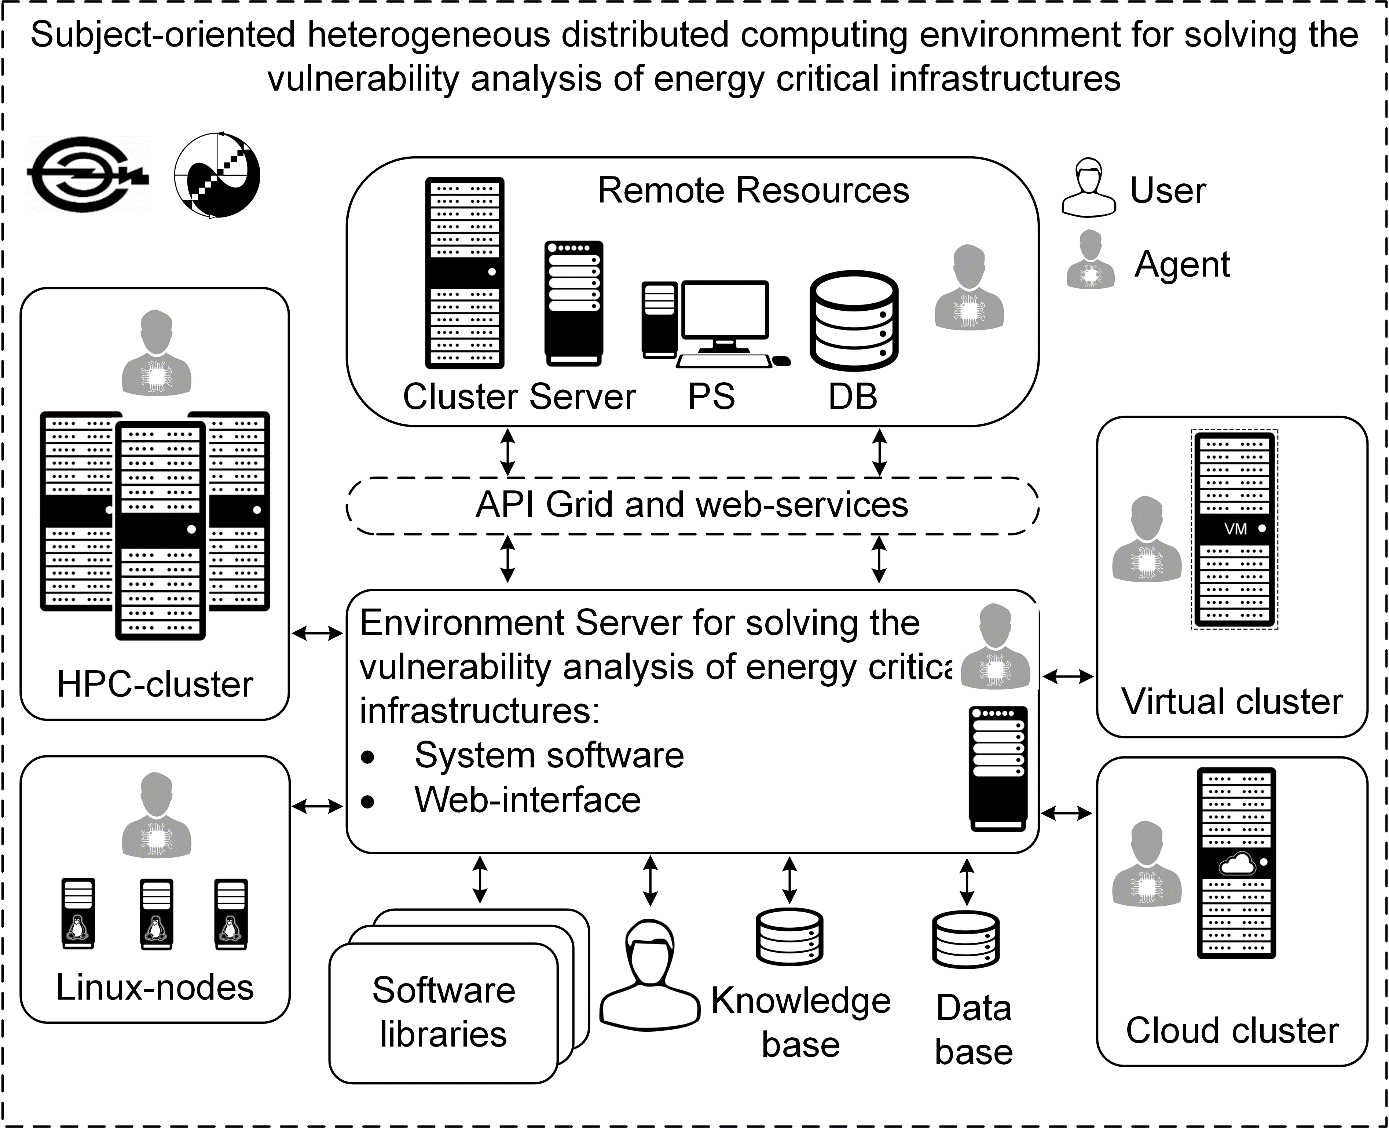 Subject-oriented heterogeneous distributed computing environment for solving the
vulnerability analysis of energy critical infrastructures
Remote Resources
User
Agent
Cluster Server PS DB
HPC-cluster
API Grid and web-services
VM
Virtual cluster
Environment Server for solving the
vulnerability analysis of energy critica
infrastructures:
• System software
• Web-interface
Linux-nodes
Cloud cluster
Software
libraries
Knowledge
base
Data
base